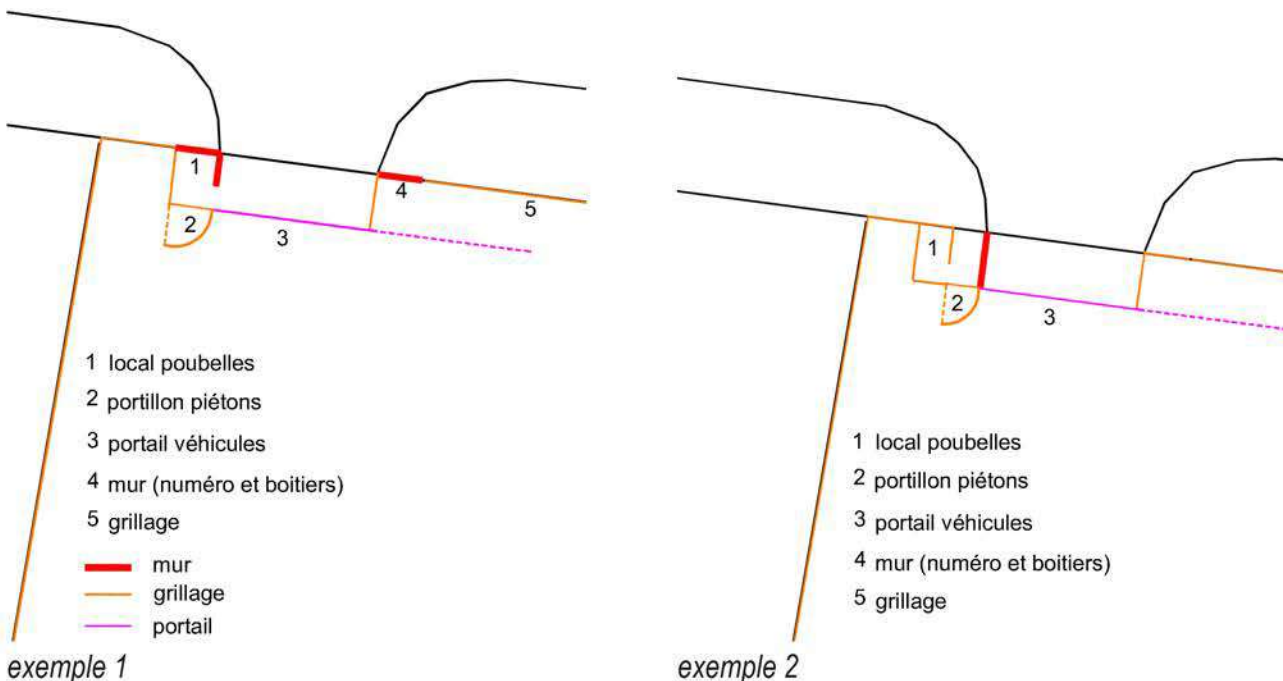 1
4
2
3
5
1 local poubelles
2 portillon piétons
3 portail véhicules
4 mur (numéro et boitiers)
5 grillage
mur
grillage
portail
exemple 1
1
2
3
1 local poubelles
2 portillon piétons
3 portail véhicules
4 mur (numéro et boitiers)
5 grillage
exemple 2